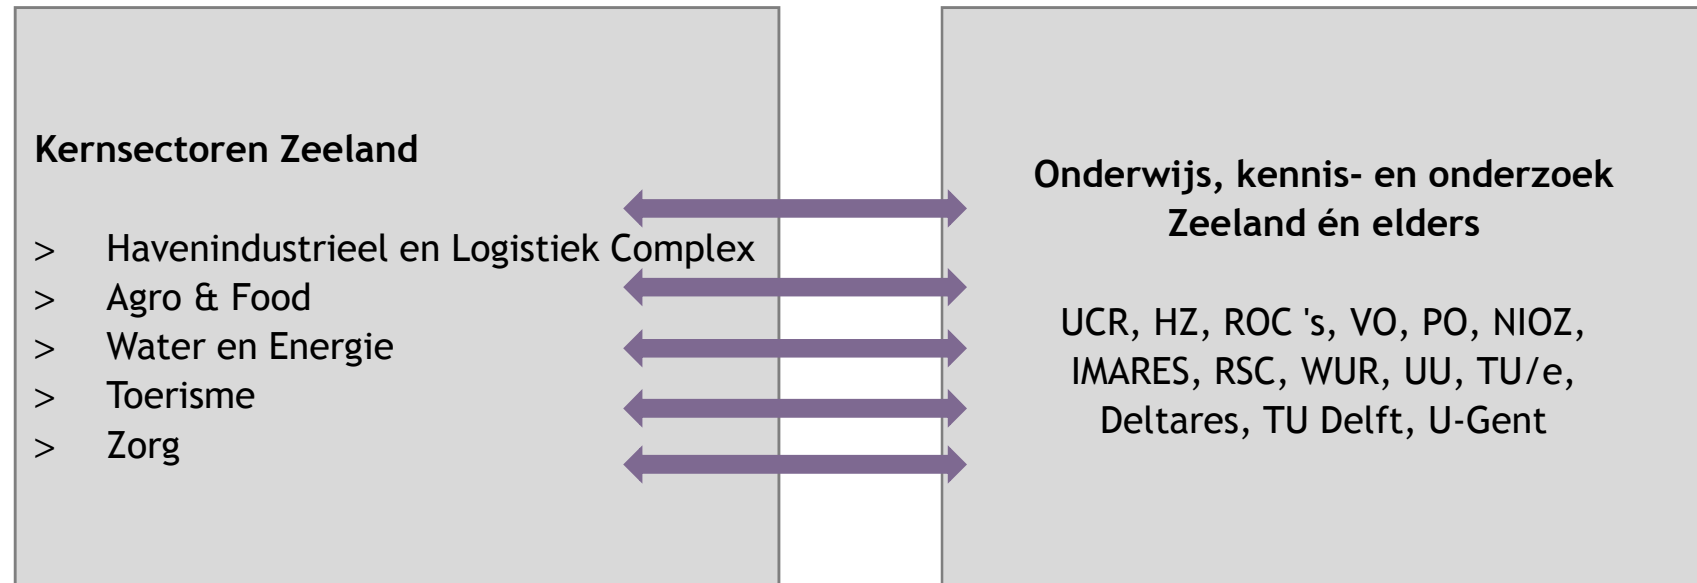 Kernsectoren Zeeland
> Havenindustrieel en Logistiek Complex
> Agro & Food
> Water en Energie
> Toerisme
> Zorg
Onderwijs, kennis- en onderzoek
Zeeland én elders
UCR, HZ, ROC 's, VO, PO, NIOZ,
IMARES, RSC, WUR, UU, TU/e,
Deltares, TU Delft, U-Gent